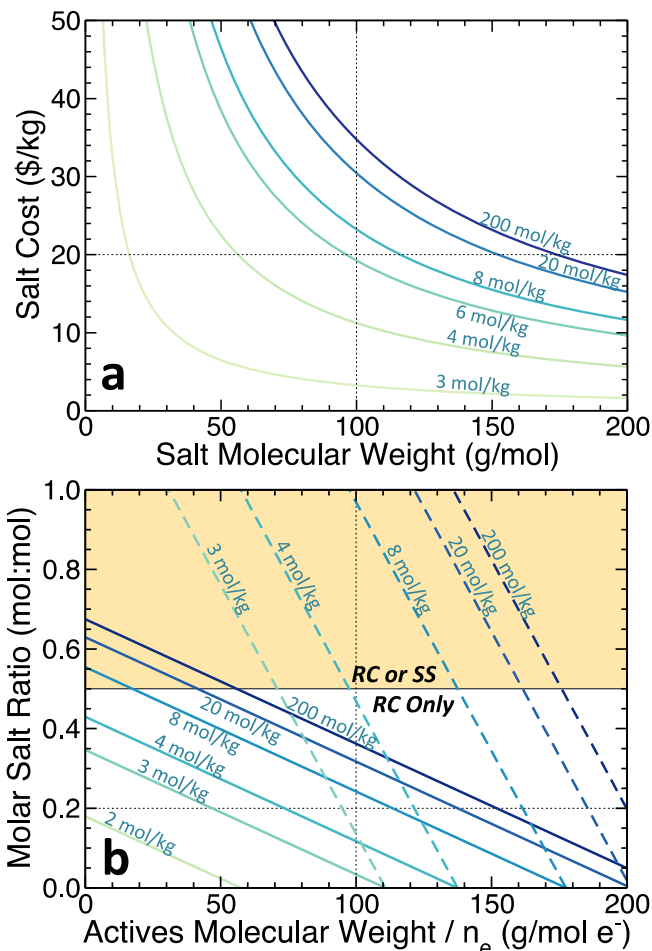 50
40
30
20
10
0
Salt Cost ($/kg)
200 mol/kg
20 mol/kg
8 mol/kg
6 mol/kg
4 mol/kg
3 mol/kg
a
0 50 100 150 200
Salt Molecular Weight (g/mol)
1.0
0.8
0.6
0.4
0.2
0.0
Molar Salt Ratio (mol:mol)
3 mol/kg
4 mol/kg
8 mol/kg
20 mol/kg
200 mol/kg
RC or SS
RC Only
200 mol/kg
20 mol/kg
8 mol/kg
4 mol/kg
3 mol/kg
2 mol/kg
b
0 50 100 150 200
Actives Molecular Weight / nₑ (g/mol e⁻)